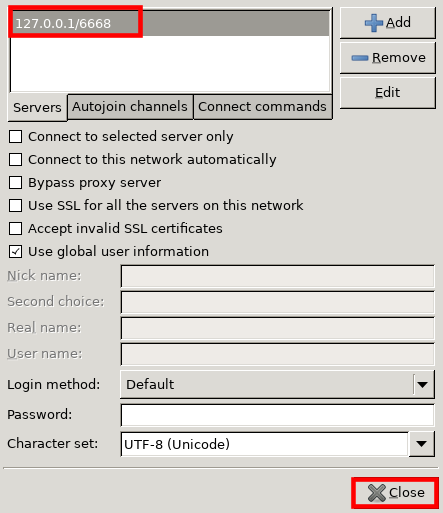 127.0.0.1/6668
Add
Remove
Edit
Servers Autojoin channels Connect commands
Connect to selected server only
Connect to this network automatically
Bypass proxy server
Use SSL for all the servers on this network
Accept invalid SSL certificates
Use global user information
Nick name:
Second choice:
Real name:
User name:
Login method: Default
Password:
Character set: UTF-8 (Unicode)
Close